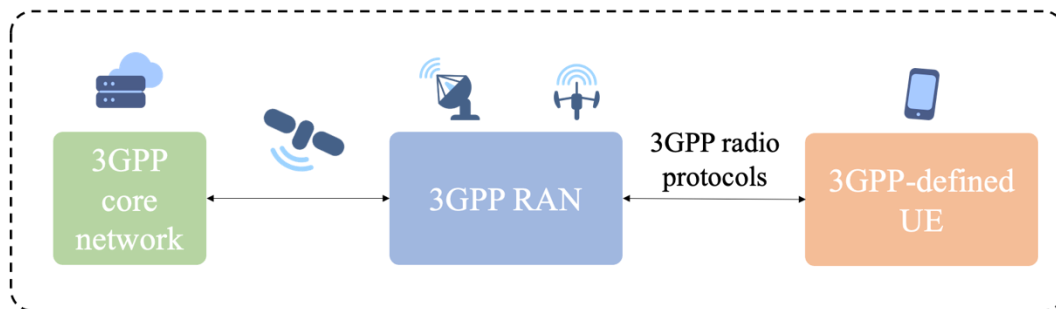 3GPP
core
network
3GPP RAN
3GPP radio
protocols
3GPP-defined
UE